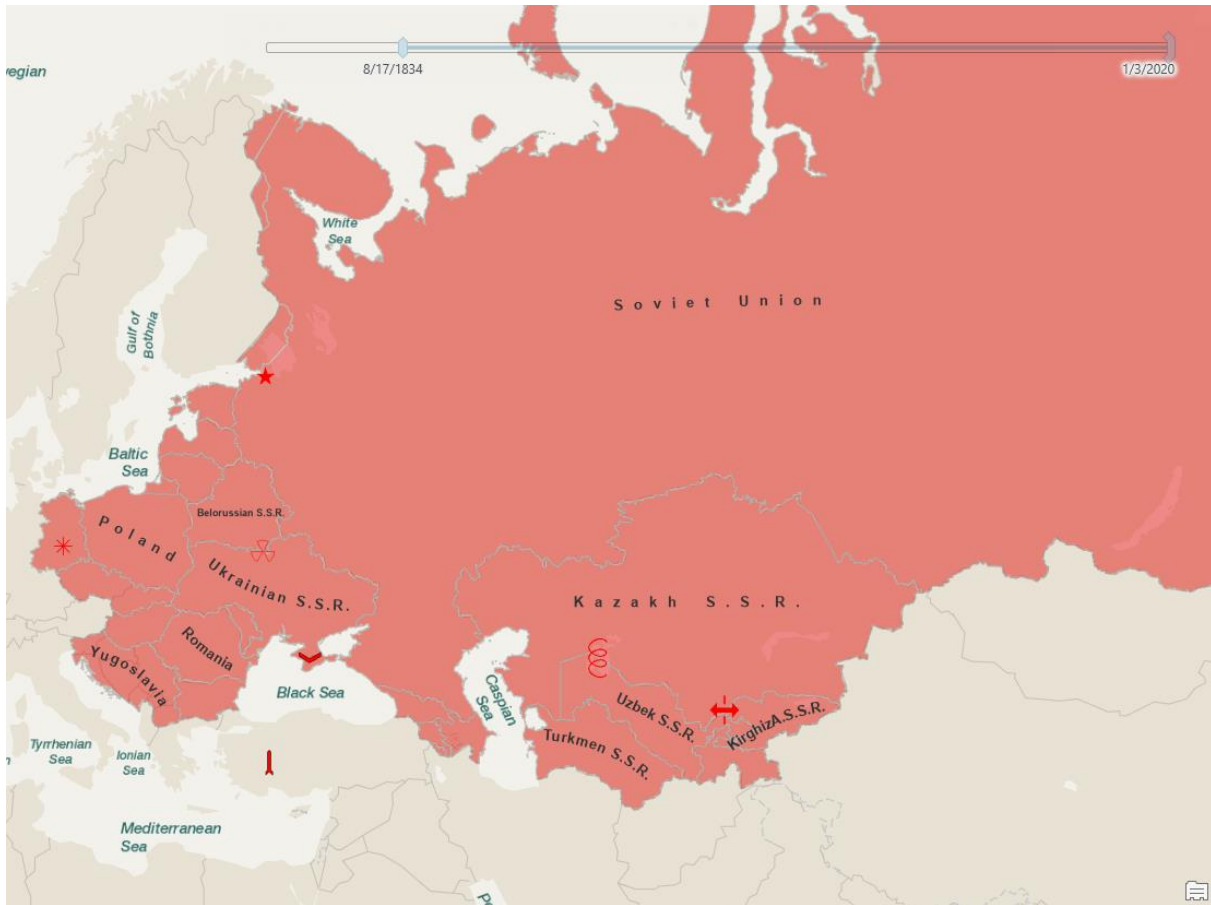 8/17/1834
1/3/2020
wegian
White
Sea
Soviet Union
Gulf of
Bothnia
Baltic
Sea
Belorussian S.S.R.
Poland
Ukrainian S.S.R.
Kazakh S.S.R.
Romania
Yugoslavia
Black Sea
Caspian
Sea
Uzbek S.S.R.
KirghizA.S.S.R.
Turkmen S.S.R.
Tyrrhenian
Sea
Ionian
Sea
Mediterranean
Sea